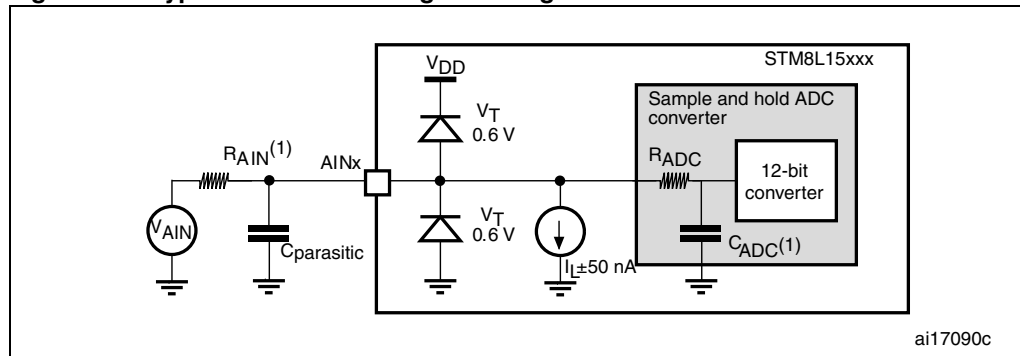 STM8L15xxx
VDD
Sample and hold ADC
converter
VT
0.6 V
RAIN(1)
AINx
RADC
12-bit
converter
VAIN
Cparasitic
VT
0.6 V
IL±50 nA
CADC(1)
ai17090c